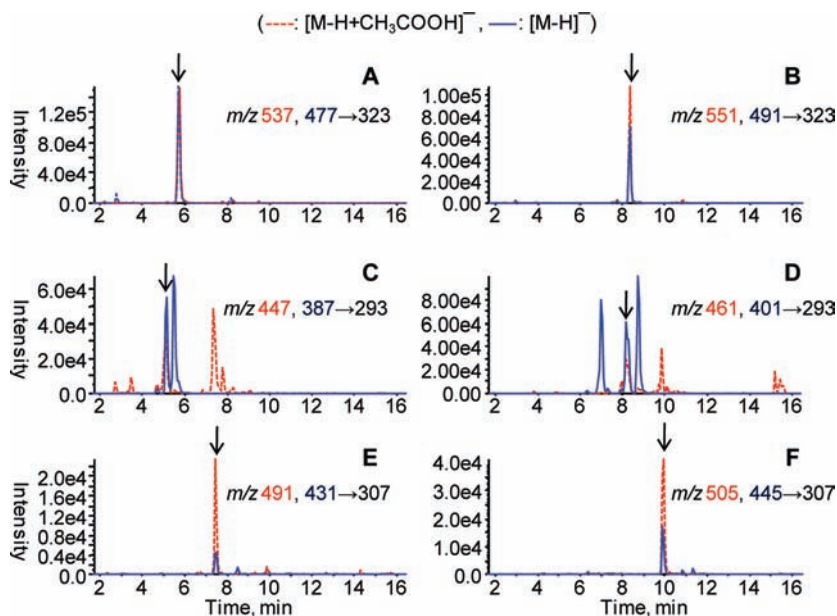 (---: [M-H+CH₃COOH]⁻, —: [M-H]⁻)
A
m/z 537, 477→323
Intensity
1.2e5
8.0e4
4.0e4
0.0
2 4 6 8 10 12 14 16
B
m/z 551, 491→323
1.00e5
8.00e4
6.00e4
4.00e4
2.00e4
0.00
2 4 6 8 10 12 14 16
C
m/z 447, 387→293
Intensity
6.0e4
4.0e4
2.0e4
0.0
2 4 6 8 10 12 14 16
D
m/z 461, 401→293
8.00e4
6.00e4
4.00e4
2.00e4
0.00
2 4 6 8 10 12 14 16
E
m/z 491, 431→307
Intensity
2.0e4
1.6e4
1.2e4
0.8e4
0.4e4
0.0
2 4 6 8 10 12 14 16
Time, min
F
m/z 505, 445→307
4.0e4
3.0e4
2.0e4
1.0e4
0.0
2 4 6 8 10 12 14 16
Time, min